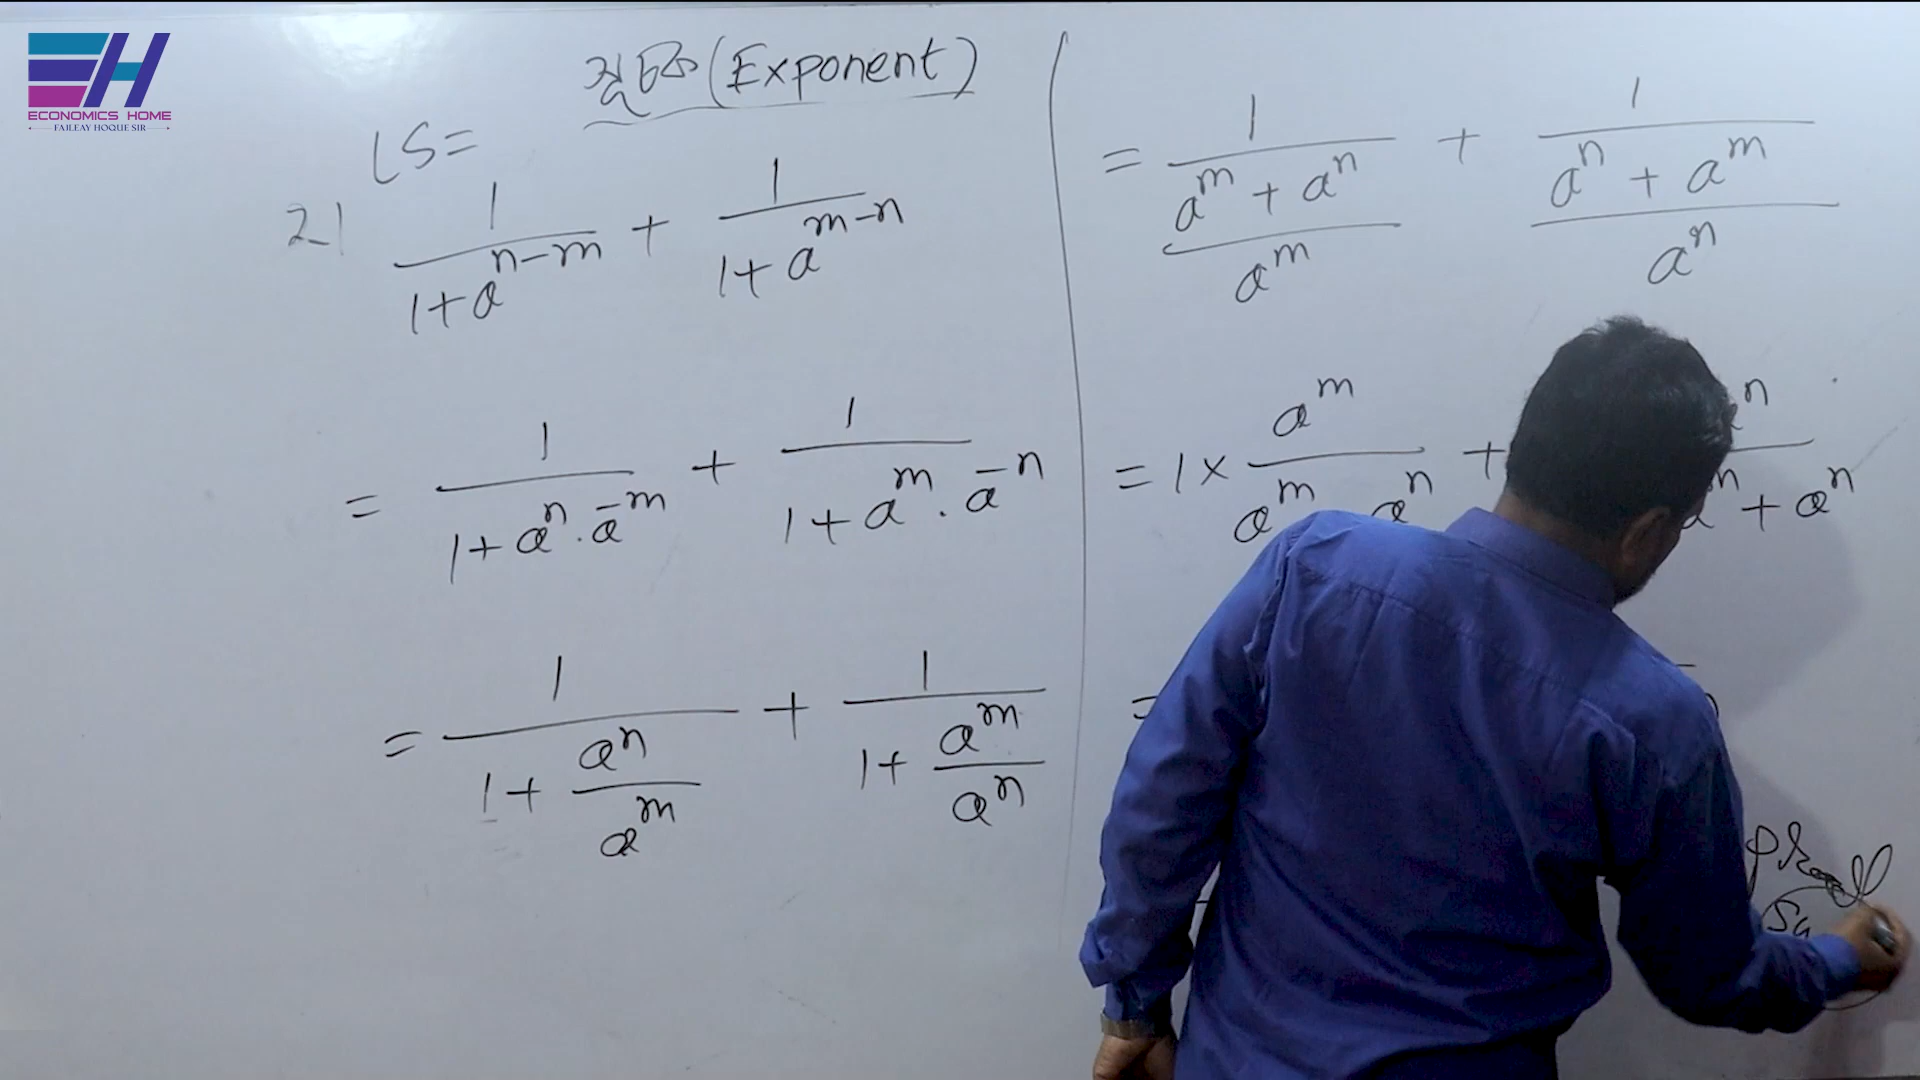 EH
ECONOMICS HOME
FAILEAY HOQUE SIR
সূচক (Exponent)
LS =
2) 1/(1+a^(n-m)) + 1/(1+a^(m-n))
= 1/(1+a^n . a^-m) + 1/(1+a^m . a^-n)
= 1/(1+a^n/a^m) + 1/(1+a^m/a^n)
= 1/((a^m+a^n)/a^m) + 1/((a^n+a^m)/a^n)
= 1 × a^m/(a^m a^n) + a^n/(a^m + a^n)
=